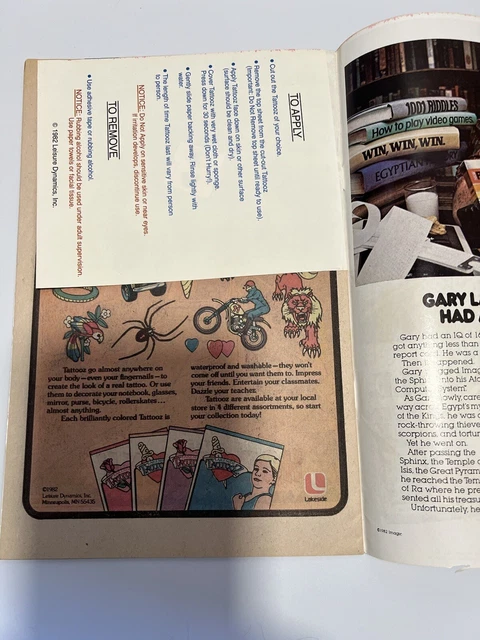 TO APPLY
• Cut out the Tatooz of your choice.
• Remove the top sheet from the cut-out Tatooz
(Important: Do Not Remove top sheet until ready to use).
• Apply Tatooz face down on skin or other surface
(surface should be clean and dry).
• Cover Tatooz with very wet cloth or sponge.
Press down for 30 seconds (Don't Hurry!).
• Gently slide paper backing away. Rinse lightly with
water.
• The length of time Tatooz last will vary from person
to person.
NOTICE: Do Not Apply on sensitive skin or near eyes.
If irritation develops, discontinue use.
TO REMOVE
• Use adhesive tape or rubbing alcohol.
NOTICE: Rubbing alcohol should be used under adult supervision.
Use paper towels or facial tissue.
© 1982 Leisure Dynamics, Inc.
Tatooz go almost anywhere on
your body—even your fingernails—to
create the look of a real tattoo. Or use
them to decorate your notebook, glasses,
mirror, purse, bicycle, rollerskates...
almost anything.
Each brilliantly colored Tatooz is
waterproof and washable—they won't
come off until you want them to. Impress
your friends. Entertain your classmates.
Dazzle your teacher.
Tatooz are available at your local
store in 4 different assortments, so start
your collection today!
©1982
Leisure Dynamics, Inc.
Minneapolis, MN 55435
L
Lakeside
1001 RIDDLES
How to play video games
WIN, WIN, WIN.
EGYPTIAN
GARY
HAD
Gary had an IQ of
got anything less than
report card. He was a
Then it happened.
Gary plugged Imag
the Sphinx into his At
Computer System.
As Gary slowly, care
way across Egypt's my
of the Kings, he was
rock-throwing thieve
scorpions, and tortur
Yet he went on.
After passing the
Sphinx, the Temple o
Isis, the Great Pyram
he reached the Tem
of Ra where he pre
sented all his treasu
Unfortunately, he
©1982 Imagic